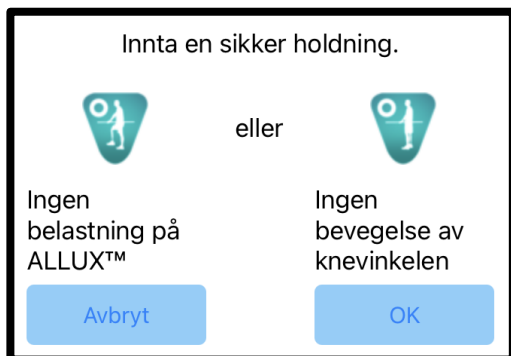 Innta en sikker holdning.
eller
Ingen
belastning på
ALLUX™
Ingen
bevegelse av
knevinkelen
Avbryt
OK